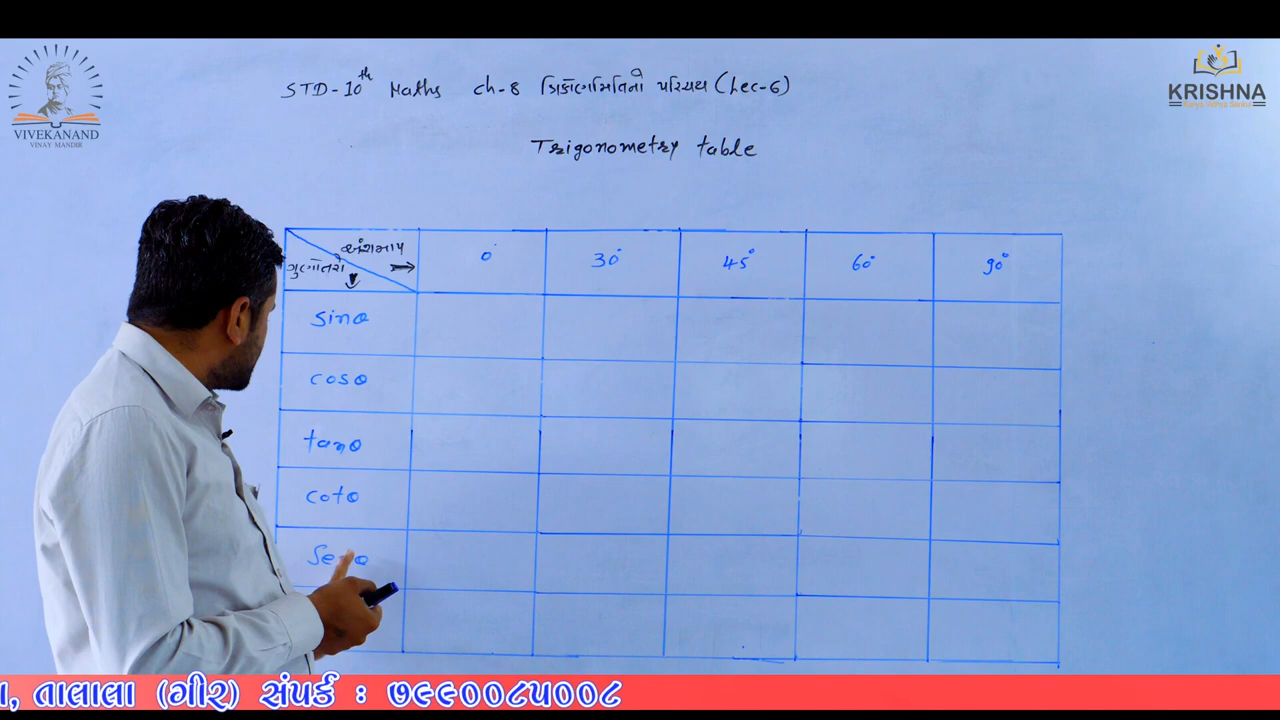 STD-10th Maths ch-8 ત્રિકોણમિતિનો પરિચય (Lec-6)
Trigonometry table
VIVEKANAND
VINAY MANDIR
KRISHNA
અંશમાપ →
ગુણોત્તરો ↓
0° 30° 45° 60° 90°
sinθ
cosθ
tanθ
cotθ
તાલાલા (ગીર) સંપર્ક : ૭૯૯૦૦૮૫૦૦૮